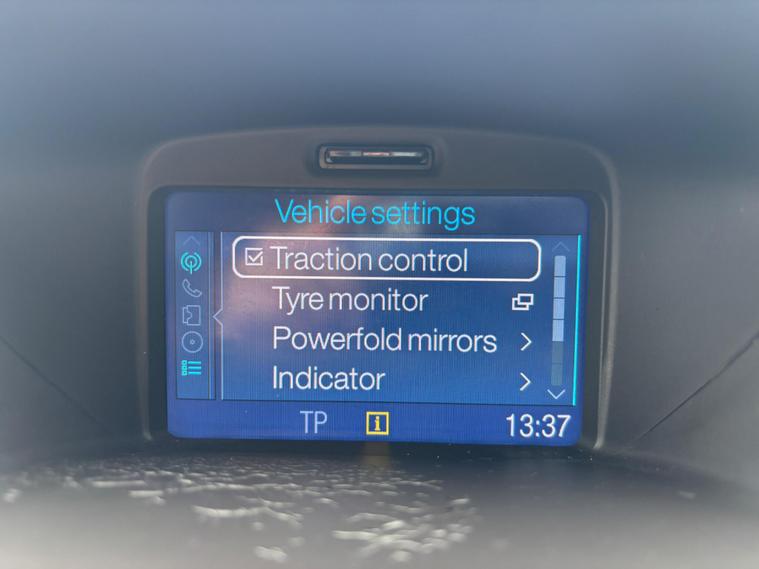 Vehicle settings
Traction control
Tyre monitor
Powerfold mirrors
Indicator
TP i 13:37